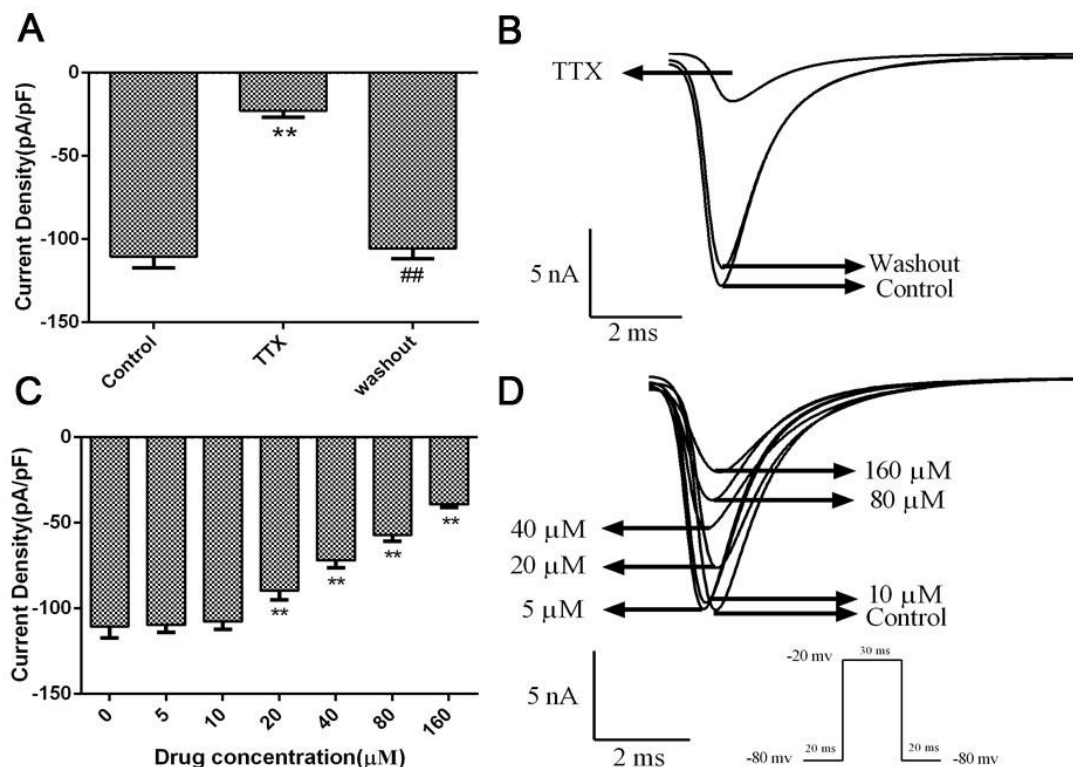 A
Current Density(pA/pF)
0
-50
-100
-150
**
##
Control
TTX
washout
B
TTX
Washout
Control
5 nA
2 ms
C
Current Density(pA/pF)
0
-50
-100
-150
**
**
**
**
0
5
10
20
40
80
160
Drug concentration(μM)
D
160 μM
80 μM
40 μM
20 μM
10 μM
5 μM
Control
5 nA
2 ms
-20 mv
30 ms
20 ms
20 ms
-80 mv
-80 mv